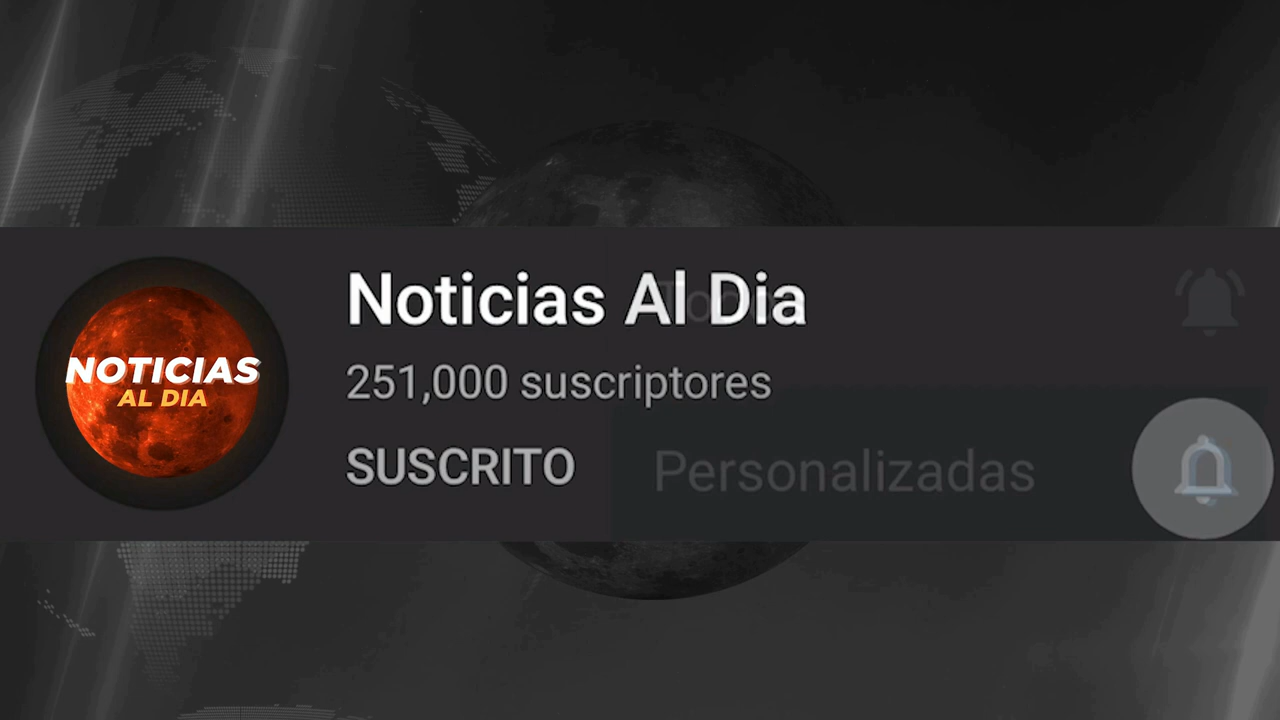 NOTICIAS
AL DIA
Noticias Al Dia
251,000 suscriptores
SUSCRITO
Personalizadas